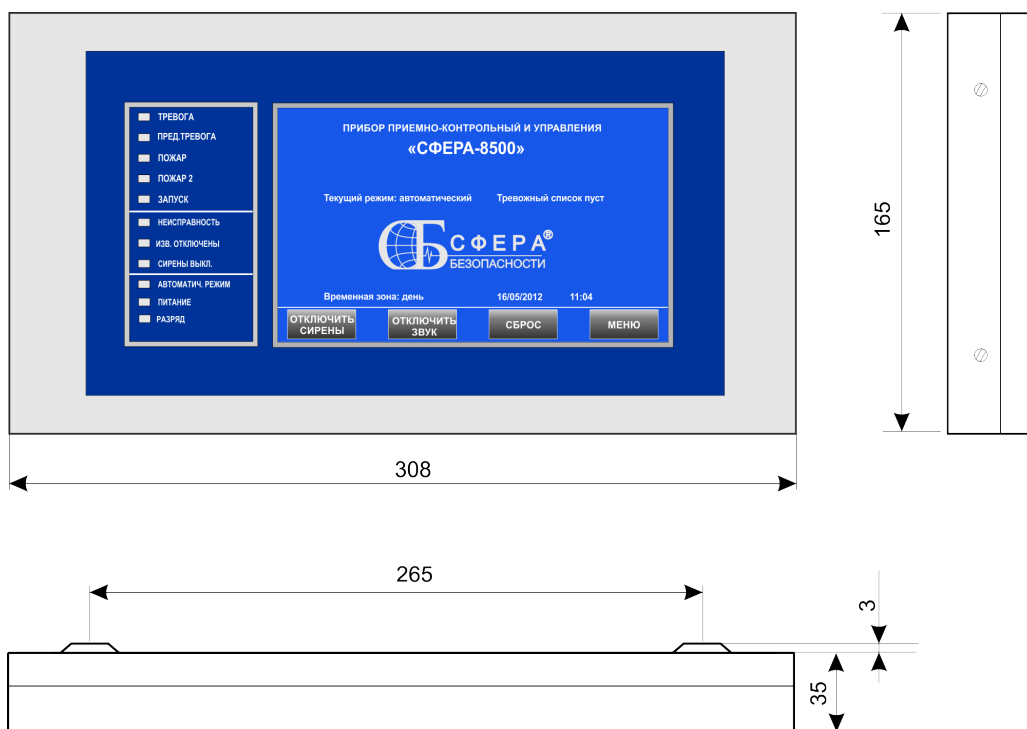 ТРЕВОГА
ПРЕД.ТРЕВОГА
ПОЖАР
ПОЖАР 2
ЗАПУСК
НЕИСПРАВНОСТЬ
ИЗВ. ОТКЛЮЧЕНЫ
СИРЕНЫ ВЫКЛ.
АВТОМАТИЧ. РЕЖИМ
ПИТАНИЕ
РАЗРЯД
ПРИБОР ПРИЕМНО-КОНТРОЛЬНЫЙ И УПРАВЛЕНИЯ
«СФЕРА-8500»
Текущий режим: автоматический Тревожный список пуст
СБ СФЕРА®
БЕЗОПАСНОСТИ
Временная зона: день 16/05/2012 11:04
ОТКЛЮЧИТЬ
СИРЕНЫ
ОТКЛЮЧИТЬ
ЗВУК
СБРОС
МЕНЮ
165
308
265
3
35